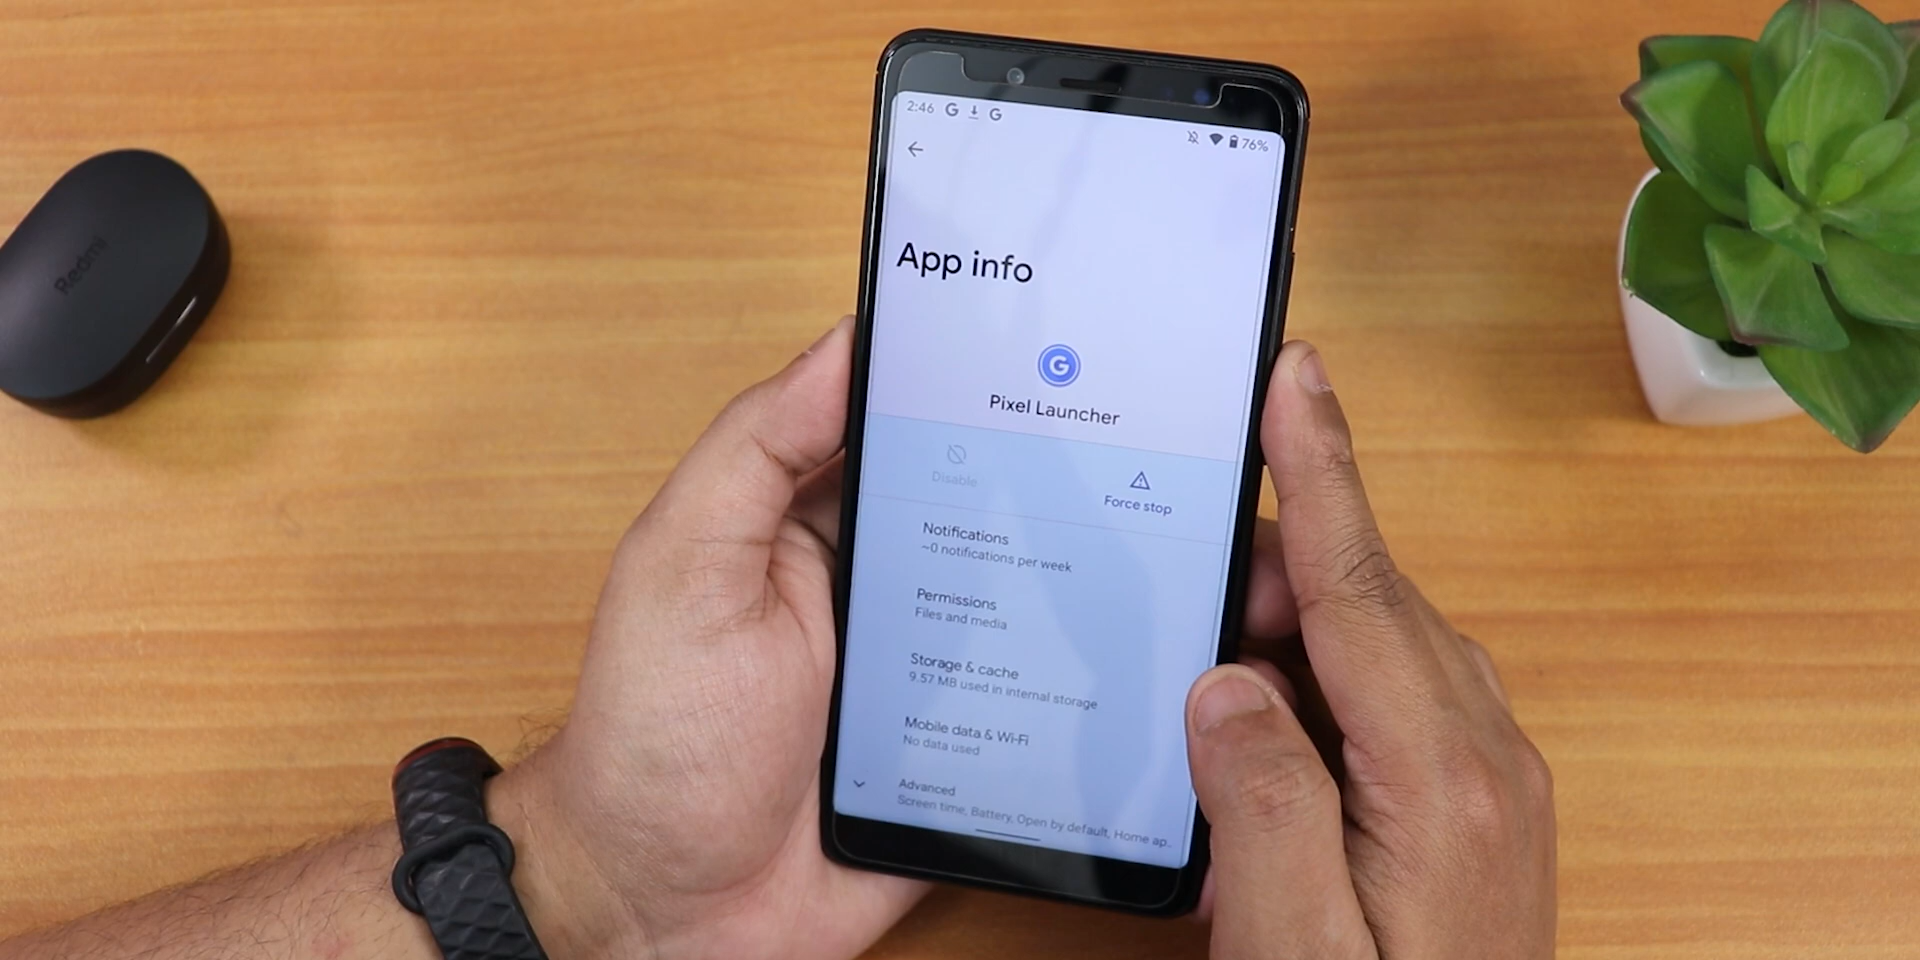 2:46 G G
76%
App info
G
Pixel Launcher
Disable
Force stop
Notifications
~0 notifications per week
Permissions
Files and media
Storage & cache
9.57 MB used in internal storage
Mobile data & Wi-Fi
No data used
Advanced
Screen time, Battery, Open by default, Home ap..
Redmi